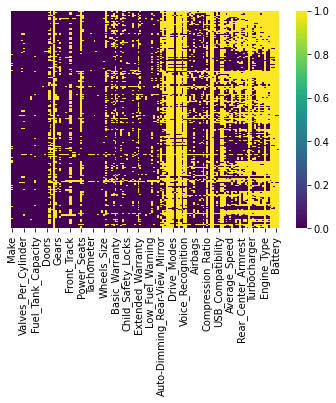 1.0
0.8
0.6
0.4
0.2
0.0
Make
Valves_Per_Cylinder
Fuel_Tank_Capacity
Doors
Gears
Front_Track
Power_Seats
Tachometer
Wheels_Size
Basic_Warranty
Child_Safety_Locks
Extended_Warranty
Low_Fuel_Warning
Auto-Dimming_Rear-View_Mirror
Drive_Modes
Voice_Recognition
Airbags
Compression_Ratio
USB_Compatibility
Average_Speed
Rear_Center_Armrest
Turbocharger
Engine_Type
Battery